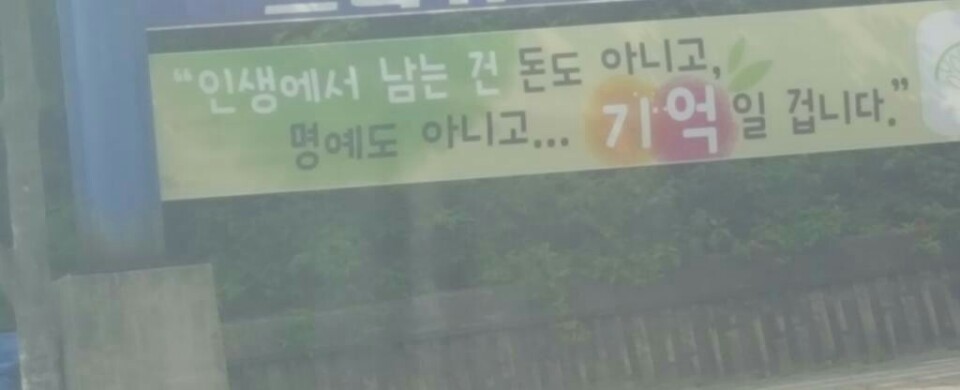 “인생에서 남는 건 돈도 아니고,
명예도 아니고... 기억일 겁니다.”